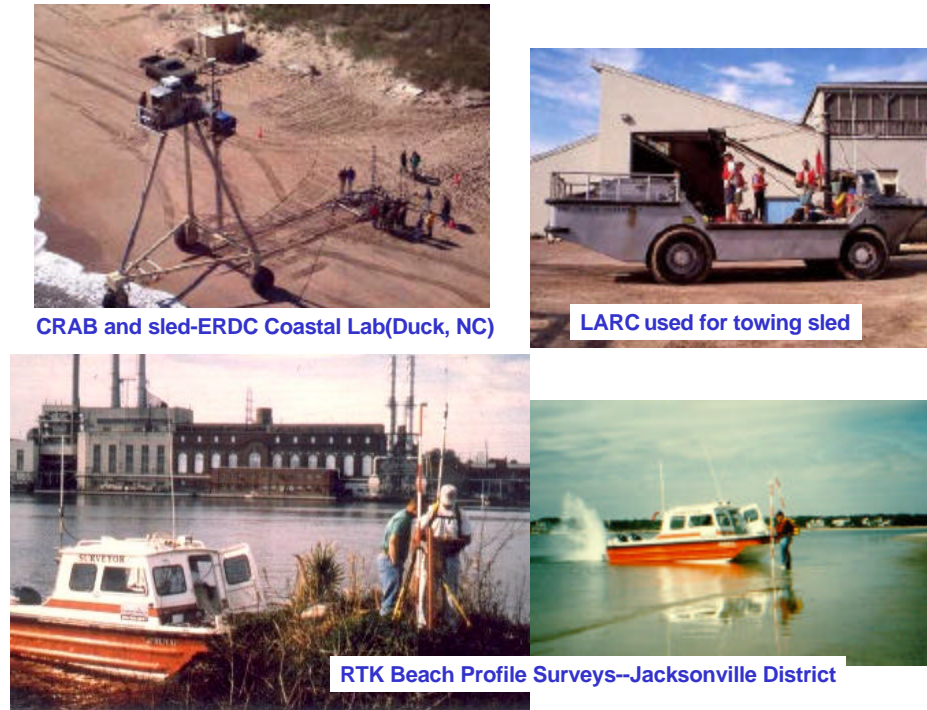 CRAB and sled-ERDC Coastal Lab(Duck, NC)
LARC used for towing sled
SURVEYOR
RTK Beach Profile Surveys--Jacksonville District